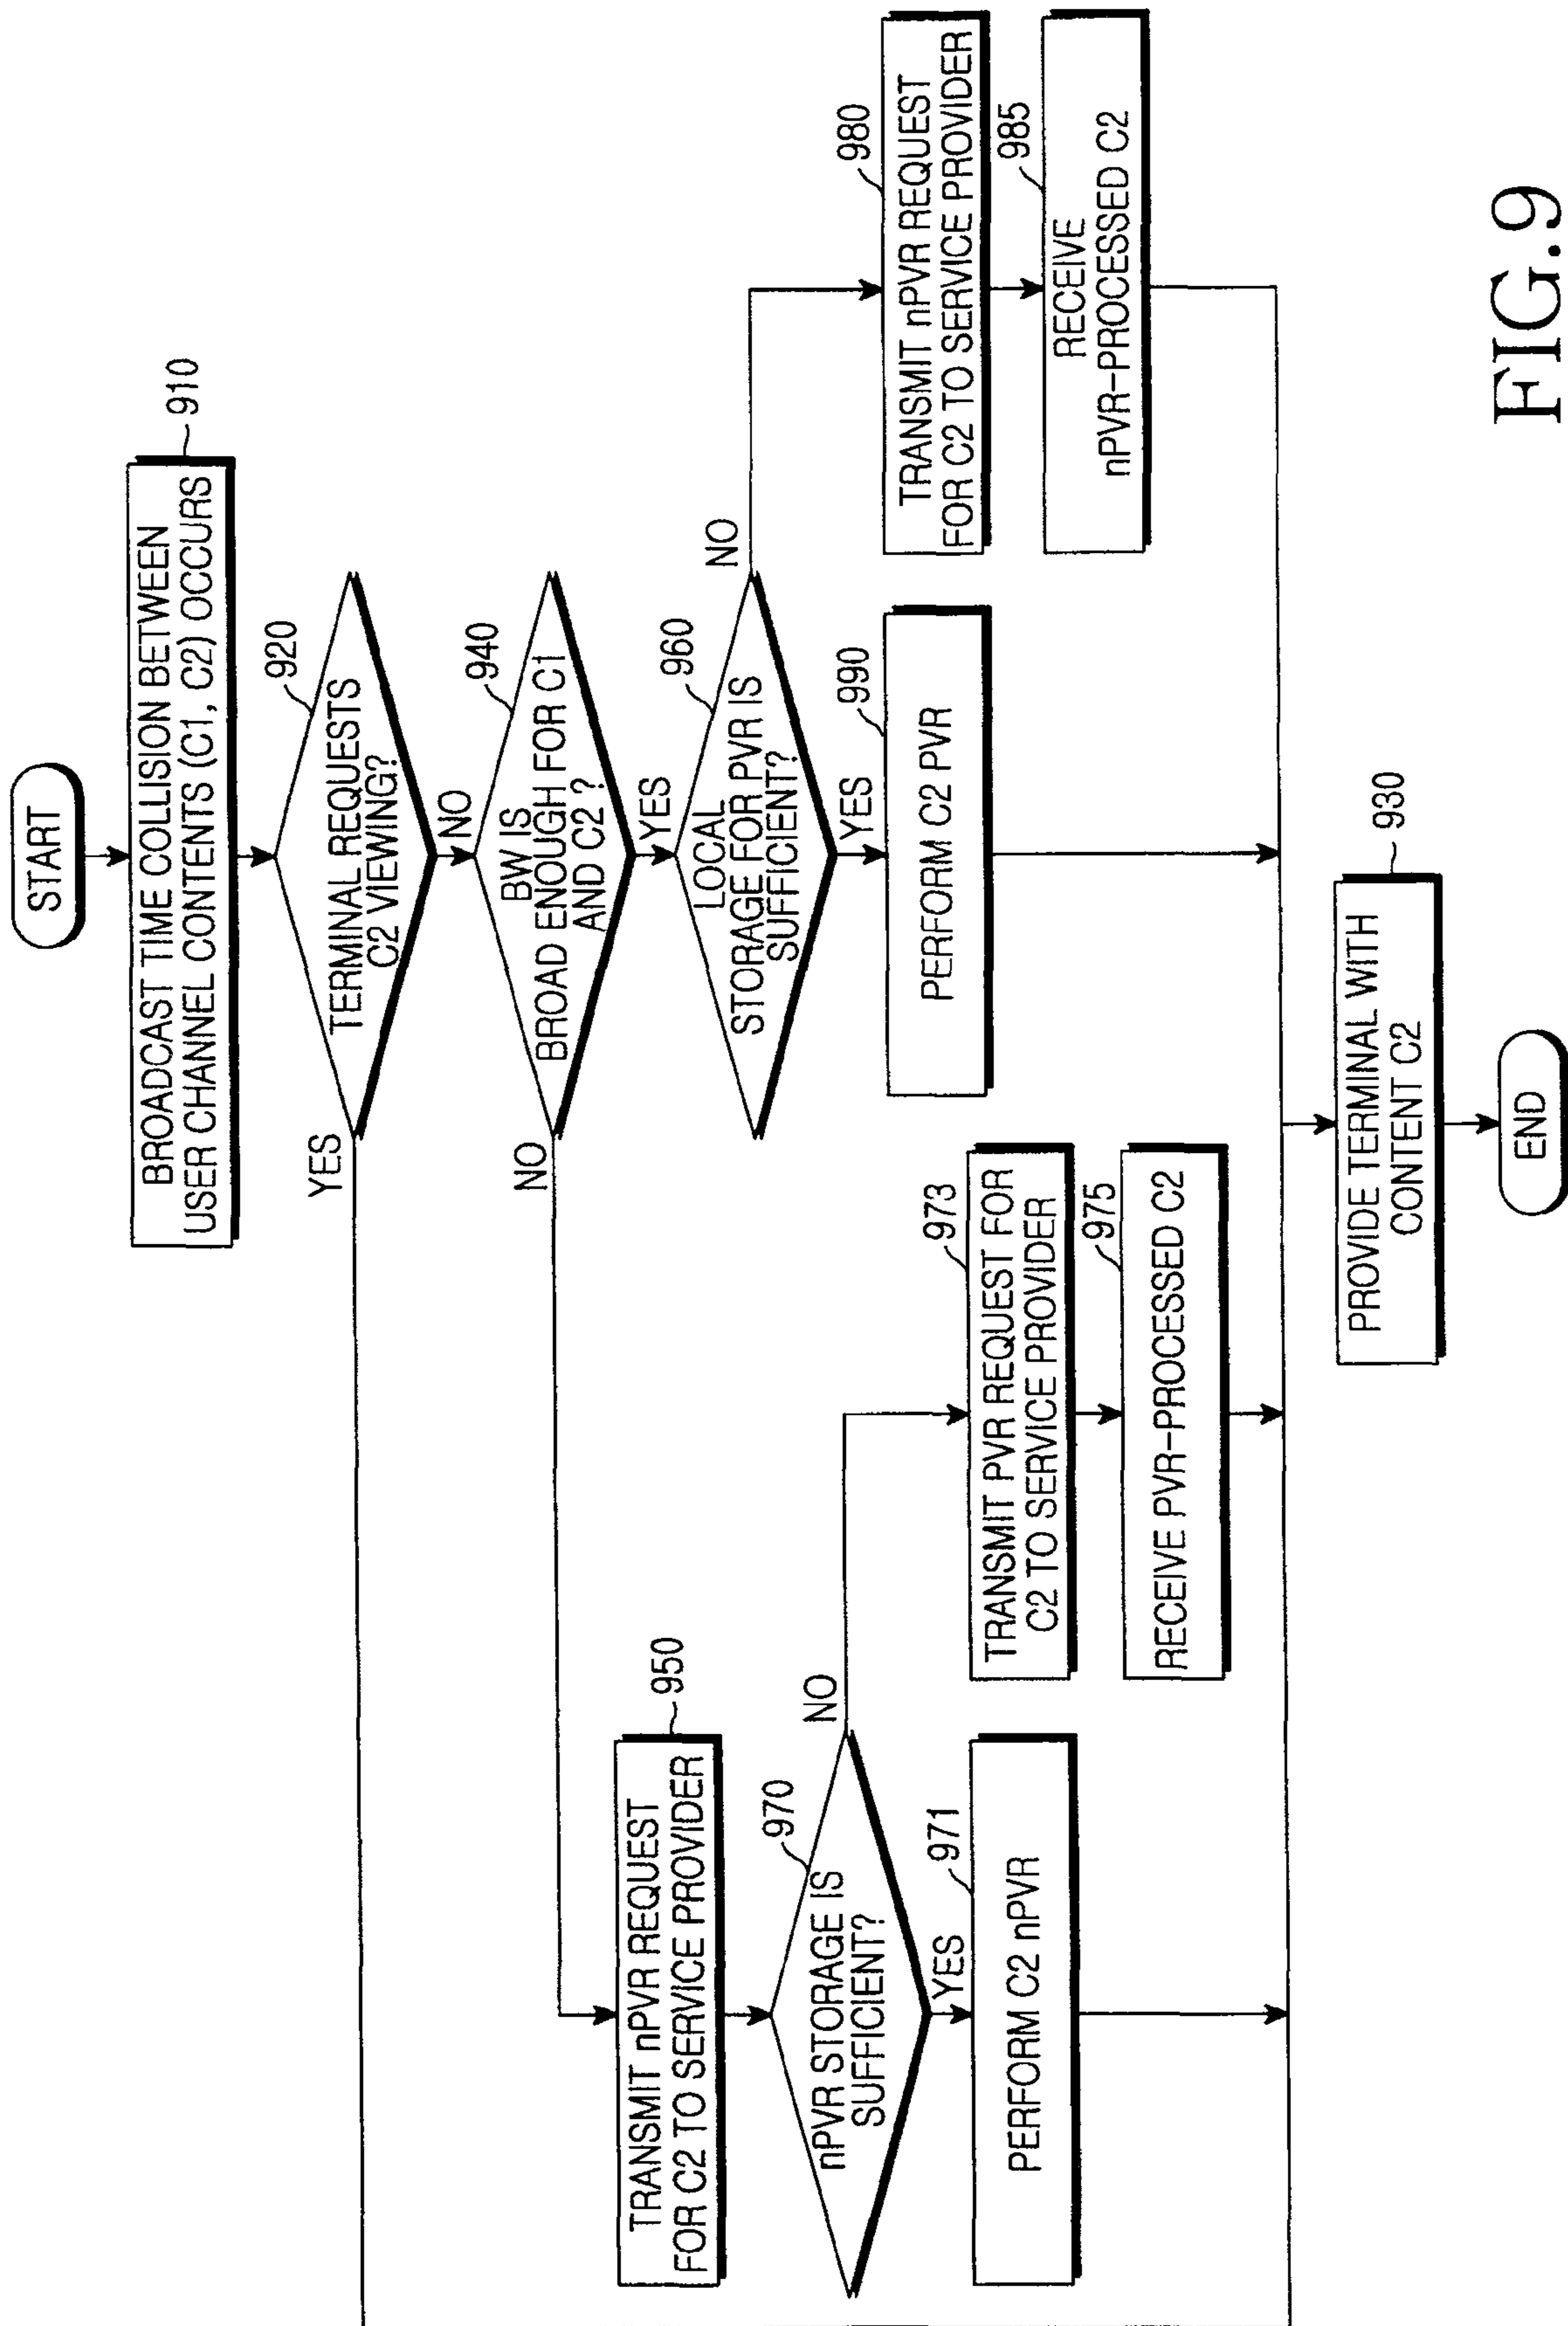 START
BROADCAST TIME COLLISION BETWEEN
USER CHANNEL CONTENTS (C1, C2) OCCURS
910
TERMINAL REQUESTS
C2 VIEWING?
920
YES
NO
BW IS
BROAD ENOUGH FOR C1
AND C2 ?
940
NO
YES
LOCAL
STORAGE FOR PVR IS
SUFFICIENT?
960
NO
YES
TRANSMIT nPVR REQUEST
FOR C2 TO SERVICE PROVIDER
950
nPVR STORAGE IS
SUFFICIENT?
970
NO
YES
PERFORM C2 nPVR
971
TRANSMIT PVR REQUEST FOR
C2 TO SERVICE PROVIDER
973
RECEIVE PVR-PROCESSED C2
975
PERFORM C2 PVR
990
TRANSMIT nPVR REQUEST
FOR C2 TO SERVICE PROVIDER
980
RECEIVE
nPVR-PROCESSED C2
985
PROVIDE TERMINAL WITH
CONTENT C2
930
END
FIG.9